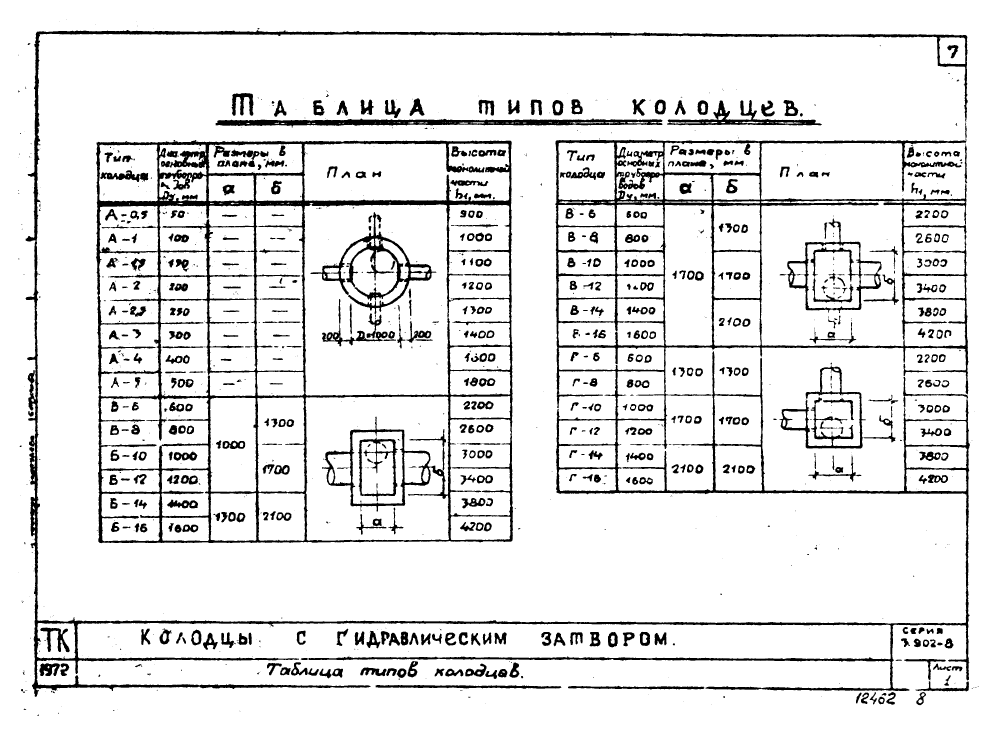 7
Таблица типов колодцев.
Тип колодца | Диаметр основных трубопроводов Dу, мм | Размеры в плане, мм. а | б | План | Высота монолитной части h1, мм.
А-0,5 50 — — 900
А-1 100 — — 1000
А-1,5 150 — — 1100
А-2 200 — — 1200
А-2,5 250 — — 1300
А-3 300 — — 1400
А-4 400 — — 1600
А-5 500 — — 1800
200 D=1000 200
Б-6 600 1000 1300 2200
Б-8 800 2600
Б-10 1000 1700 3000
Б-12 1200 3400
Б-14 1400 1300 2100 3800
Б-16 1600 4200
а б
Тип колодца | Диаметр основных трубопроводов Dу, мм | Размеры в плане, мм. а | Б | План | Высота монолитной части h1, мм.
В-6 600 1700 1300 2200
В-8 800 2600
В-10 1000 1700 3000
В-12 1200 3400
В-14 1400 2100 3800
В-16 1600 4200
а б
Г-6 600 1300 1300 2200
Г-8 800 2600
Г-10 1000 1700 1700 3000
Г-12 1200 3400
Г-14 1400 2100 2100 3800
Г-16 1600 4200
а б
ТК Колодцы с гидравлическим затвором. Серия 3.902-8
1972 Таблица типов колодцев. Лист 1
12462 8